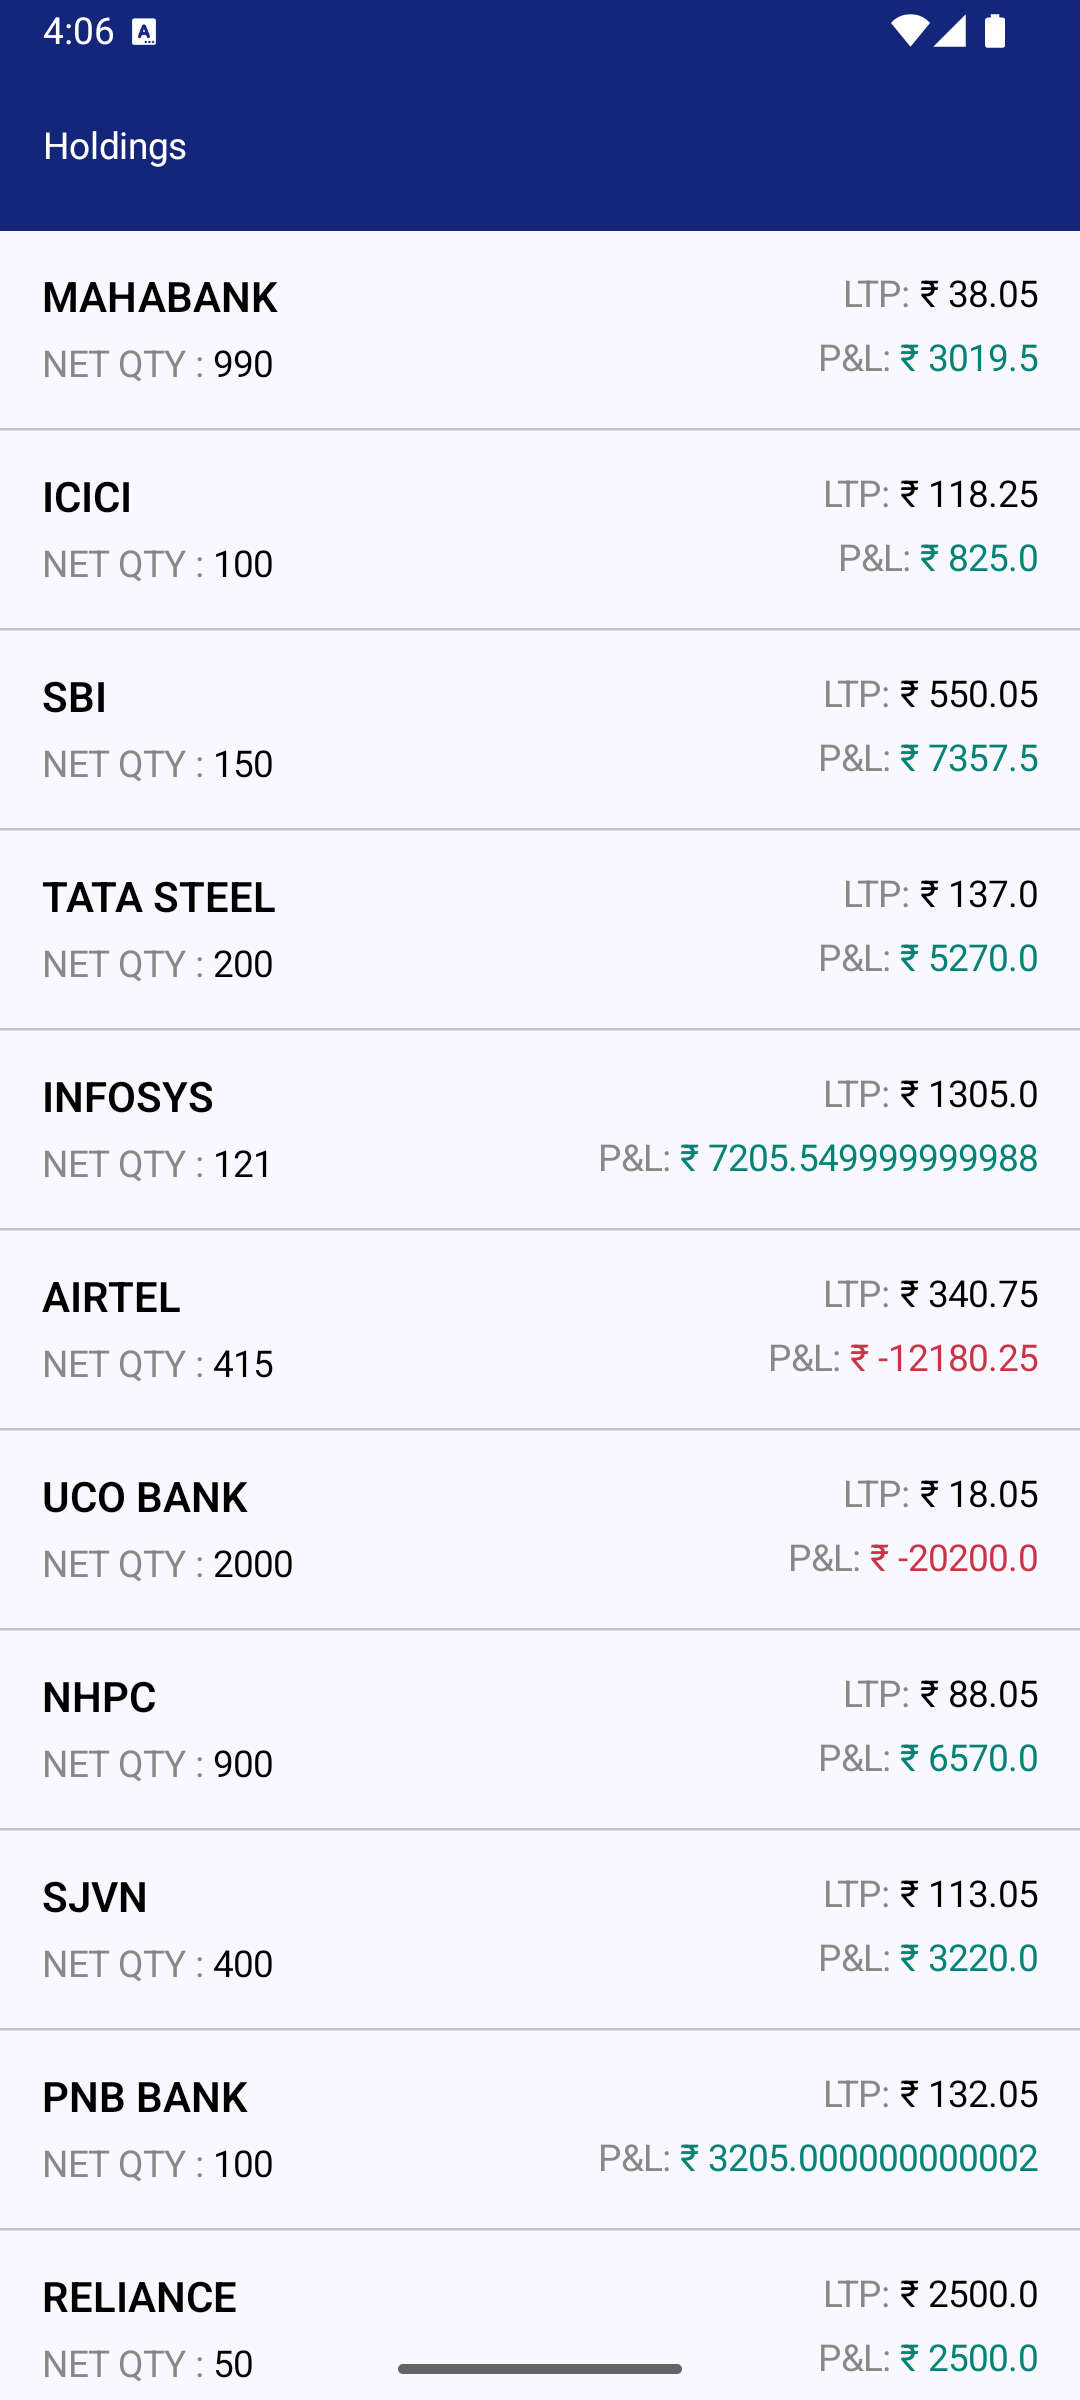 4:06
Holdings
MAHABANK
LTP: ₹ 38.05
NET QTY : 990
P&L: ₹ 3019.5
ICICI
LTP: ₹ 118.25
NET QTY : 100
P&L: ₹ 825.0
SBI
LTP: ₹ 550.05
NET QTY : 150
P&L: ₹ 7357.5
TATA STEEL
LTP: ₹ 137.0
NET QTY : 200
P&L: ₹ 5270.0
INFOSYS
LTP: ₹ 1305.0
NET QTY : 121
P&L: ₹ 7205.549999999988
AIRTEL
LTP: ₹ 340.75
NET QTY : 415
P&L: ₹ -12180.25
UCO BANK
LTP: ₹ 18.05
NET QTY : 2000
P&L: ₹ -20200.0
NHPC
LTP: ₹ 88.05
NET QTY : 900
P&L: ₹ 6570.0
SJVN
LTP: ₹ 113.05
NET QTY : 400
P&L: ₹ 3220.0
PNB BANK
LTP: ₹ 132.05
NET QTY : 100
P&L: ₹ 3205.000000000002
RELIANCE
LTP: ₹ 2500.0
NET QTY : 50
P&L: ₹ 2500.0